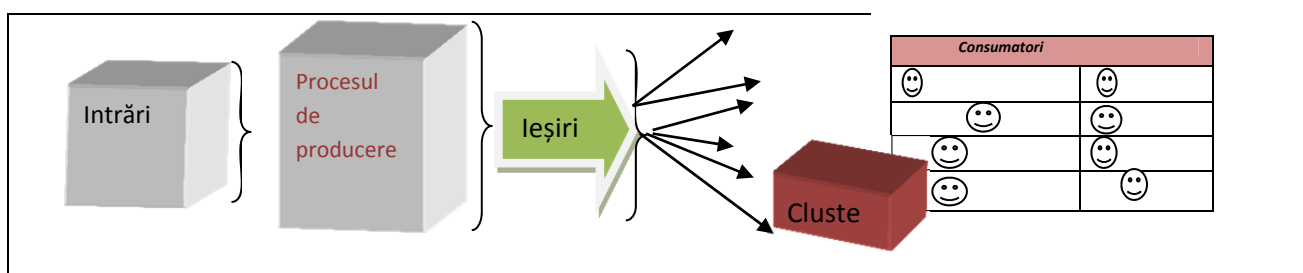 Intrări
Procesul
de
producere
Ieșiri
Cluste
Consumatori